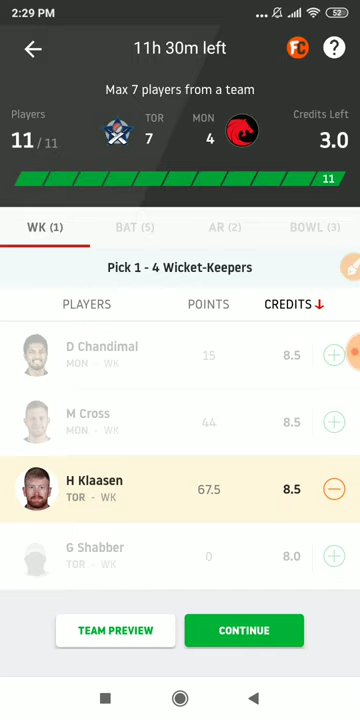 2:29 PM
52
11h 30m left
FC
?
Max 7 players from a team
Players
TOR
MON
Credits Left
11 / 11
7
4
3.0
11
WK (1)
BAT (5)
AR (2)
BOWL (3)
Pick 1 - 4 Wicket-Keepers
PLAYERS
POINTS
CREDITS
D Chandimal
MON - WK
15
8.5
M Cross
MON - WK
44
8.5
H Klaasen
TOR - WK
67.5
8.5
G Shabber
TOR - WK
0
8.0
TEAM PREVIEW
CONTINUE